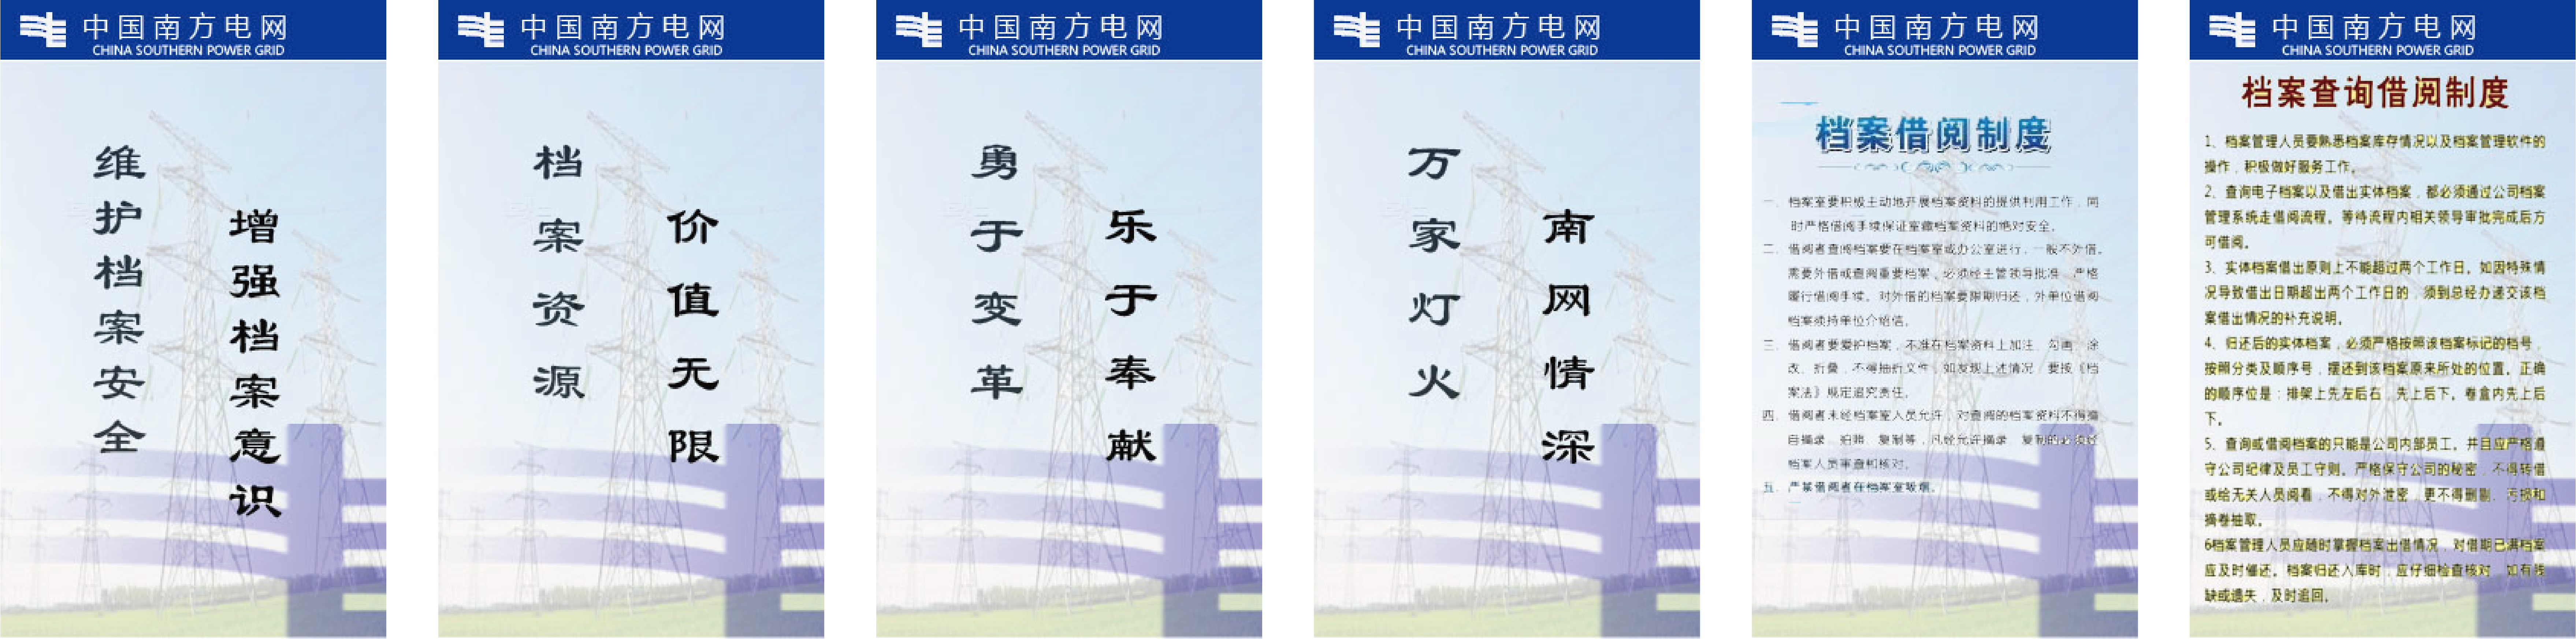 中国南方电网
CHINA SOUTHERN POWER GRID
增强档案意识
维护档案安全
中国南方电网
CHINA SOUTHERN POWER GRID
价值无限
档案资源
中国南方电网
CHINA SOUTHERN POWER GRID
乐于奉献
勇于变革
中国南方电网
CHINA SOUTHERN POWER GRID
南网情深
万家灯火
中国南方电网
CHINA SOUTHERN POWER GRID
档案借阅制度
一、档案室要积极主动地开展档案资料的提供利用工作，同
时严格借阅手续保证室藏档案资料的绝对安全。
二、借阅者查阅档案要在档案室或办公室进行，一般不外借。
需要外借或查阅重要档案，必须经主管领导批准，严格
履行借阅手续。对外借的档案要限期归还，外单位借阅
档案须持单位介绍信。
三、借阅者要爱护档案，不准在档案资料上加注、勾画、涂
改、折叠，不得抽拆文件。如发现上述情况，要按《档
案法》规定追究责任。
四、借阅者未经档案室人员允许，对查阅的档案资料不得擅
自摘录、拍照、复制等，凡经允许摘录、复制的必须经
档案人员审查和核对。
五、严禁借阅者在档案室吸烟。
中国南方电网
CHINA SOUTHERN POWER GRID
档案查询借阅制度
1、档案管理人员要熟悉档案库存情况以及档案管理软件的
操作，积极做好服务工作。
2、查询电子档案以及借出实体档案，都必须通过公司档案
管理系统走借阅流程。等待流程内相关领导审批完成后方
可借阅。
3、实体档案借出原则上不能超过两个工作日。如因特殊情
况导致借出日期超出两个工作日的，须到总经办递交该档
案借出情况的补充说明。
4、归还后的实体档案，必须严格按照该档案标记的档号，
按照分类及顺序号，摆还到该档案原来所处的位置。正确
的顺序位是：排架上先左后右，先上后下。卷盒内先上后
下。
5、查询或借阅档案的只能是公司内部员工。并且应严格遵
守公司纪律及员工守则。严格保守公司的秘密，不得转借
或给无关人员阅看，不得对外泄密，更不得删剔、污损和
摘卷抽取。
6档案管理人员应随时掌握档案出借情况，对借期已满档案
应及时催还。档案归还入库时，应仔细检查核对，如有残
缺或遗失，及时追回。